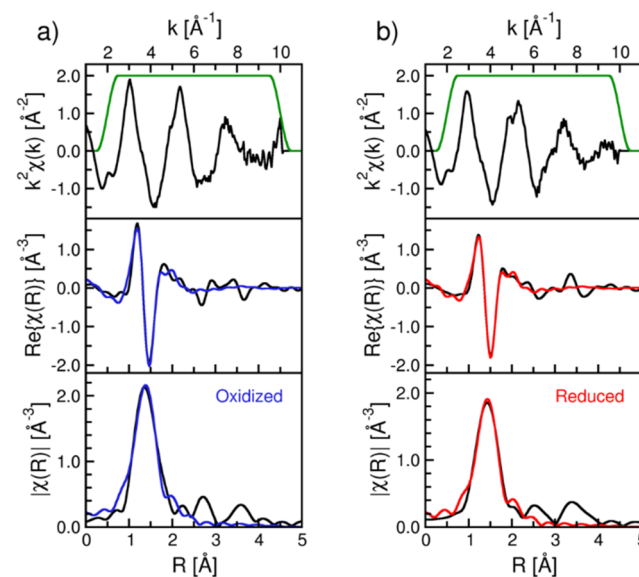 a)
k [Å⁻¹]
2 4 6 8 10
k²χ(k) [Å⁻²]
2.0
1.0
0.0
-1.0
Re{χ(R)} [Å⁻³]
1.0
0.0
-1.0
-2.0
|χ(R)| [Å⁻³]
2.0
1.0
0.0
Oxidized
0 1 2 3 4 5
R [Å]
b)
k [Å⁻¹]
2 4 6 8 10
k²χ(k) [Å⁻²]
2.0
1.0
0.0
-1.0
Re{χ(R)} [Å⁻³]
1.0
0.0
-1.0
-2.0
|χ(R)| [Å⁻³]
2.0
1.0
0.0
Reduced
0 1 2 3 4 5
R [Å]